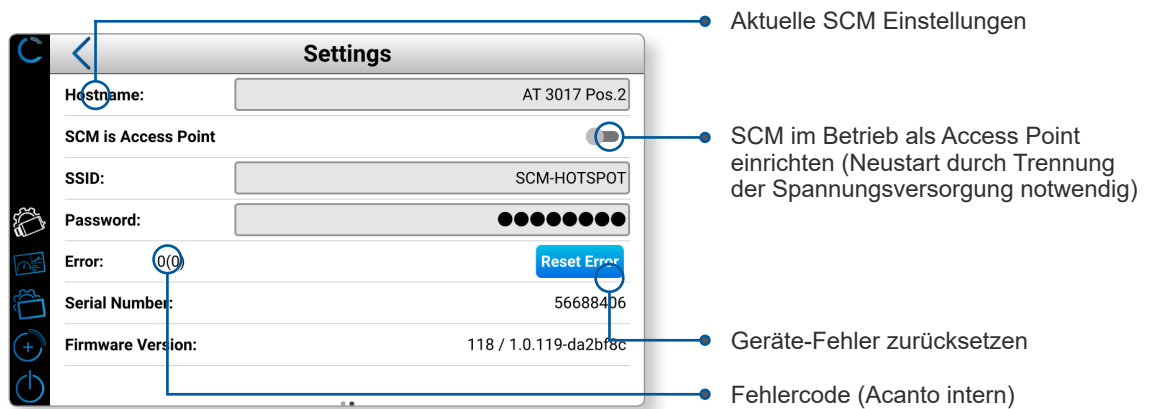 Aktuelle SCM Einstellungen
Settings
Hostname: AT 3017 Pos.2
SCM is Access Point
SCM im Betrieb als Access Point
einrichten (Neustart durch Trennung
der Spannungsversorgung notwendig)
SSID: SCM-HOTSPOT
Password: ●●●●●●●●
Error: 0(0) Reset Error
Serial Number: 56688406
Firmware Version: 118 / 1.0.119-da2bf8c
Geräte-Fehler zurücksetzen
Fehlercode (Acanto intern)